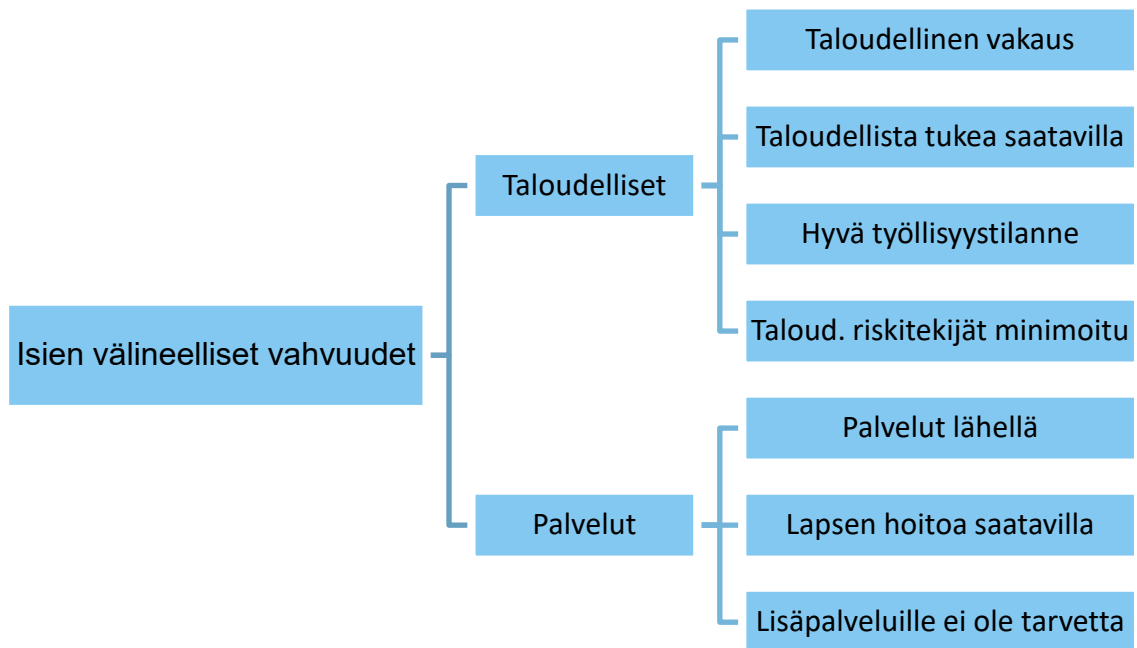 Isien välineelliset vahvuudet
Taloudelliset
Taloudellinen vakaus
Taloudellista tukea saatavilla
Hyvä työllisyystilanne
Taloud. riskitekijät minimoitu
Palvelut
Palvelut lähellä
Lapsen hoitoa saatavilla
Lisäpalveluille ei ole tarvetta